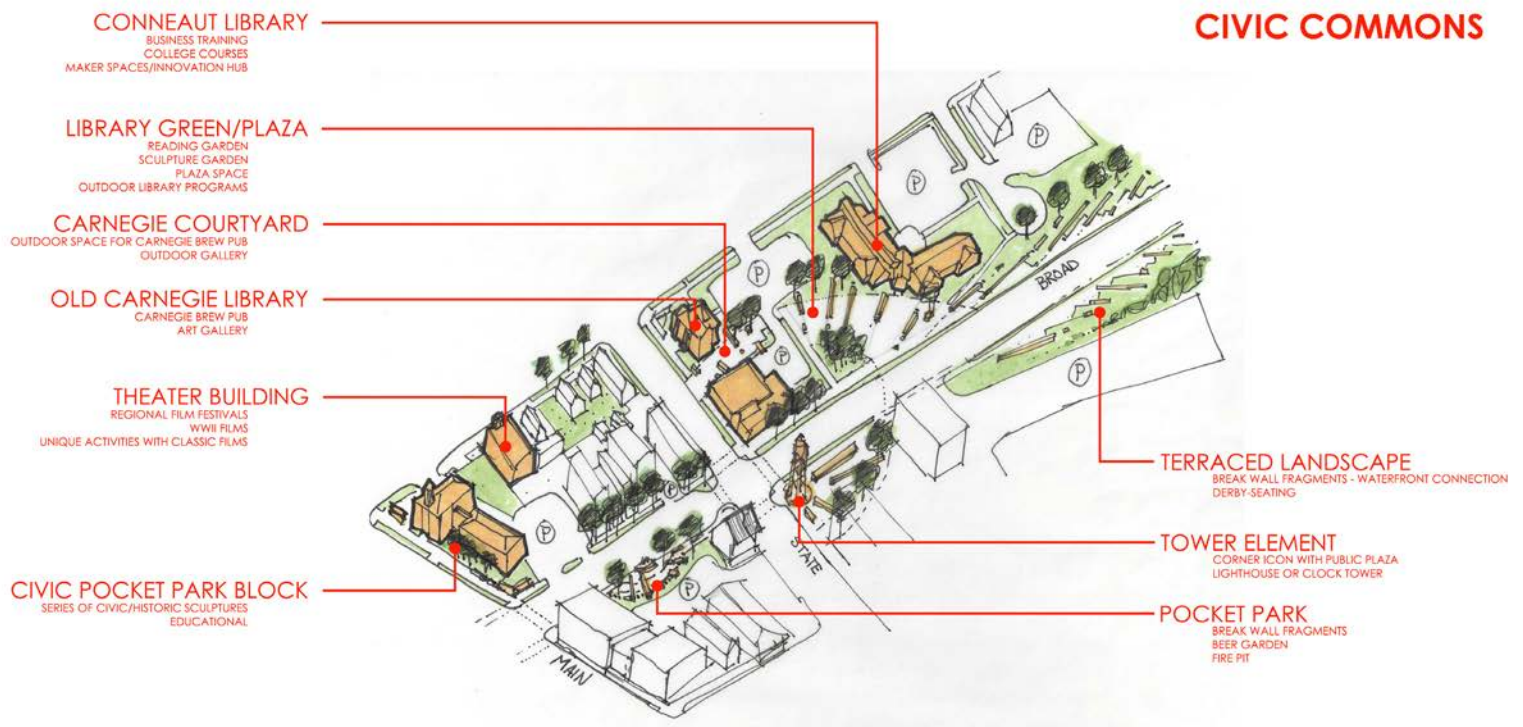 CIVIC COMMONS
CONNEAUT LIBRARY
BUSINESS TRAINING
COLLEGE COURSES
MAKER SPACES/INNOVATION HUB
LIBRARY GREEN/PLAZA
READING GARDEN
SCULPTURE GARDEN
PLAZA SPACE
OUTDOOR LIBRARY PROGRAMS
CARNEGIE COURTYARD
OUTDOOR SPACE FOR CARNEGIE BREW PUB
OUTDOOR GALLERY
OLD CARNEGIE LIBRARY
CARNEGIE BREW PUB
ART GALLERY
THEATER BUILDING
REGIONAL FILM FESTIVALS
WWII FILMS
UNIQUE ACTIVITIES WITH CLASSIC FILMS
CIVIC POCKET PARK BLOCK
SERIES OF CIVIC/HISTORIC SCULPTURES
EDUCATIONAL
P
P
P
P
BROAD
P
P
P
P
STATE
MAIN
TERRACED LANDSCAPE
BREAK WALL FRAGMENTS - WATERFRONT CONNECTION
DERBY-SEATING
TOWER ELEMENT
CORNER ICON WITH PUBLIC PLAZA
LIGHTHOUSE OR CLOCK TOWER
POCKET PARK
BREAK WALL FRAGMENTS
BEER GARDEN
FIRE PIT